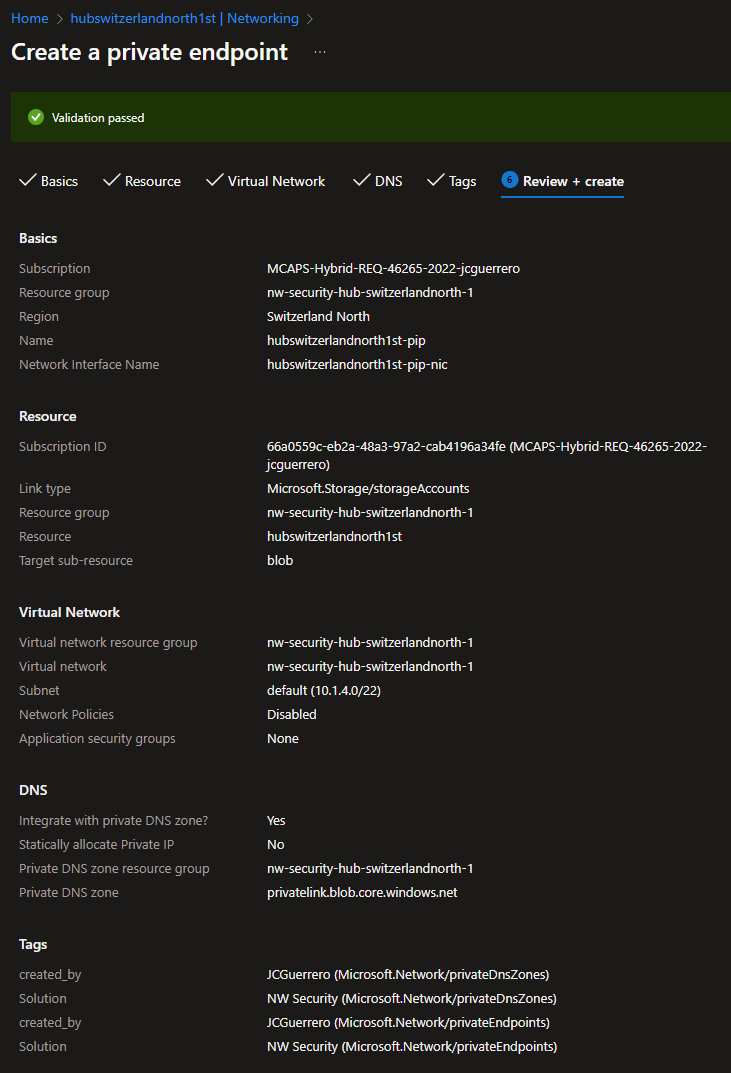 Home > hubswitzerlandnorth1st | Networking >
Create a private endpoint ...
Validation passed
Basics Resource Virtual Network DNS Tags 6 Review + create
Basics
Subscription MCAPS-Hybrid-REQ-46265-2022-jcguerrero
Resource group nw-security-hub-switzerlandnorth-1
Region Switzerland North
Name hubswitzerlandnorth1st-pip
Network Interface Name hubswitzerlandnorth1st-pip-nic
Resource
Subscription ID 66a0559c-eb2a-48a3-97a2-cab4196a34fe (MCAPS-Hybrid-REQ-46265-2022-
jcguerrero)
Link type Microsoft.Storage/storageAccounts
Resource group nw-security-hub-switzerlandnorth-1
Resource hubswitzerlandnorth1st
Target sub-resource blob
Virtual Network
Virtual network resource group nw-security-hub-switzerlandnorth-1
Virtual network nw-security-hub-switzerlandnorth-1
Subnet default (10.1.4.0/22)
Network Policies Disabled
Application security groups None
DNS
Integrate with private DNS zone? Yes
Statically allocate Private IP No
Private DNS zone resource group nw-security-hub-switzerlandnorth-1
Private DNS zone privatelink.blob.core.windows.net
Tags
created_by JCGuerrero (Microsoft.Network/privateDnsZones)
Solution NW Security (Microsoft.Network/privateDnsZones)
created_by JCGuerrero (Microsoft.Network/privateEndpoints)
Solution NW Security (Microsoft.Network/privateEndpoints)